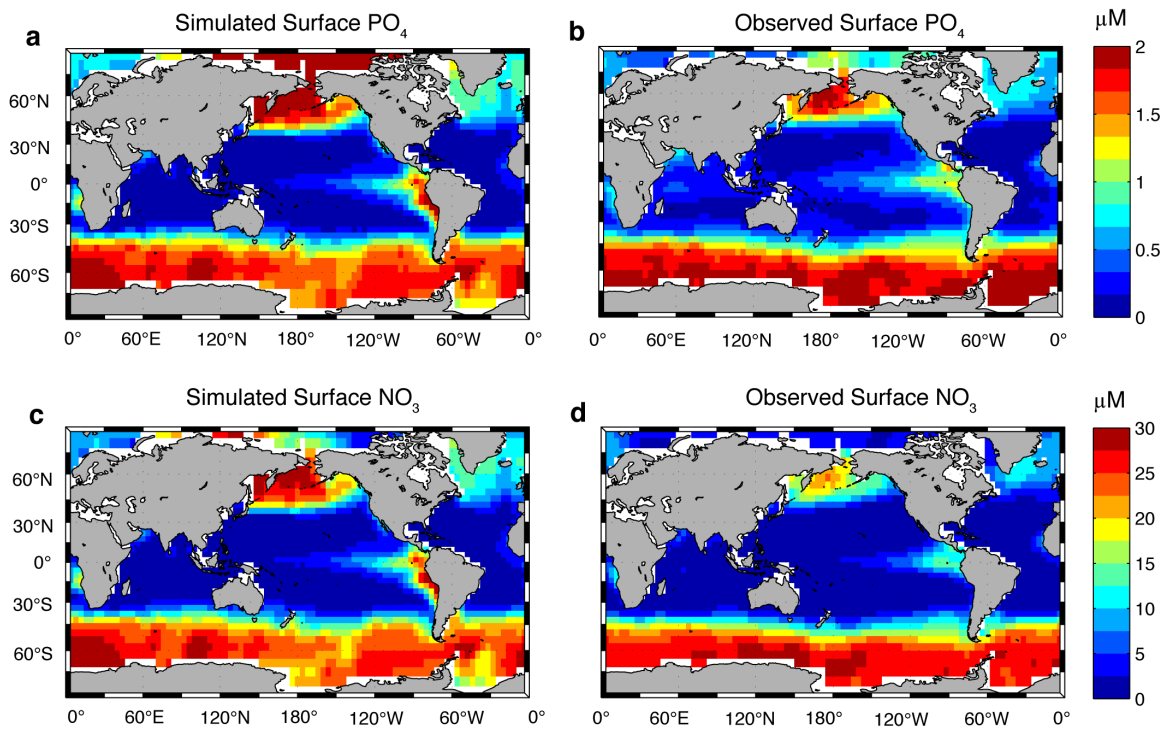 a Simulated Surface PO4
b Observed Surface PO4
μM
60°N
30°N
0°
30°S
60°S
2
1.5
1
0.5
0
0° 60°E 120°N 180° 120°W 60°W 0°
0° 60°E 120°N 180° 120°W 60°W 0°
c Simulated Surface NO3
d Observed Surface NO3
μM
60°N
30°N
0°
30°S
60°S
30
25
20
15
10
5
0
0° 60°E 120°N 180° 120°W 60°W 0°
0° 60°E 120°N 180° 120°W 60°W 0°